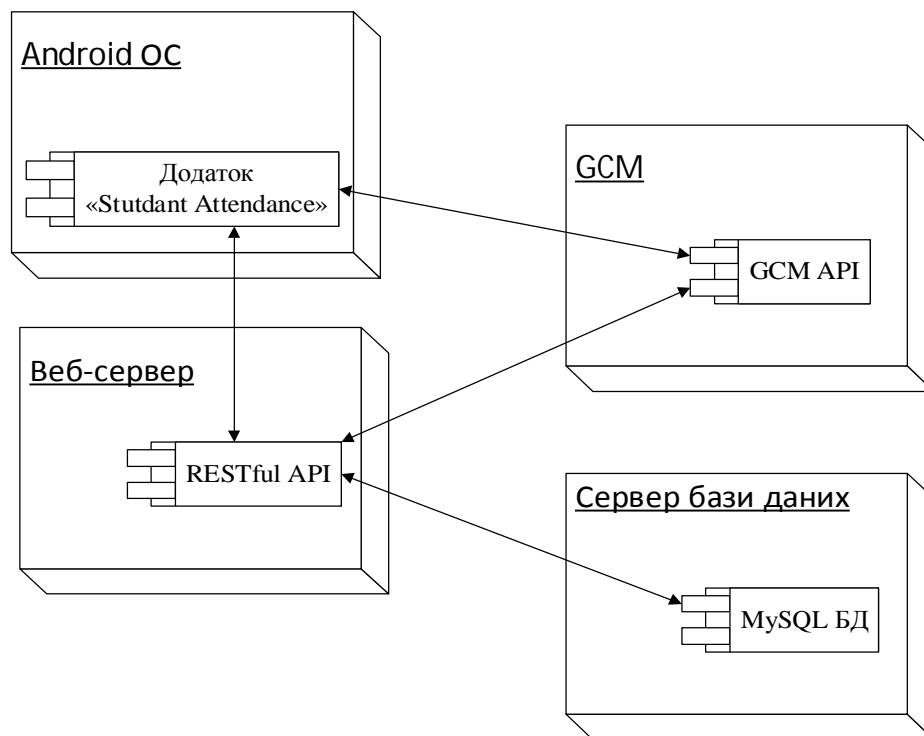 Android ОС
Додаток
«Stutdant Attendance»
GCM
GCM API
Веб-сервер
RESTful API
Сервер бази даних
MySQL БД